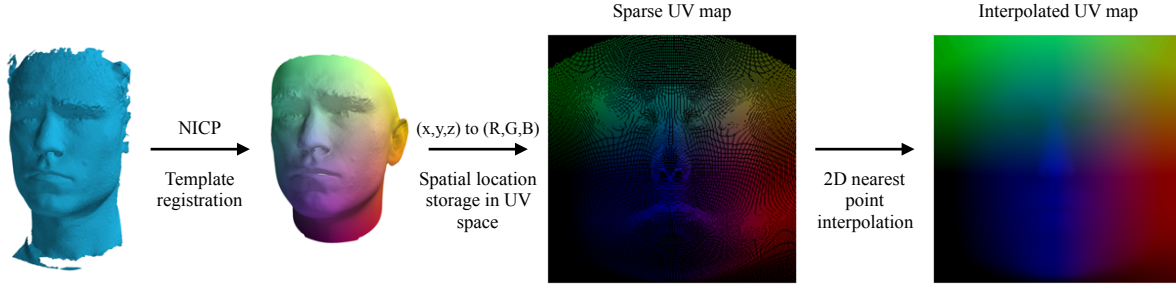 Sparse UV map
Interpolated UV map
NICP
Template
registration
(x,y,z) to (R,G,B)
Spatial location
storage in UV
space
2D nearest
point
interpolation